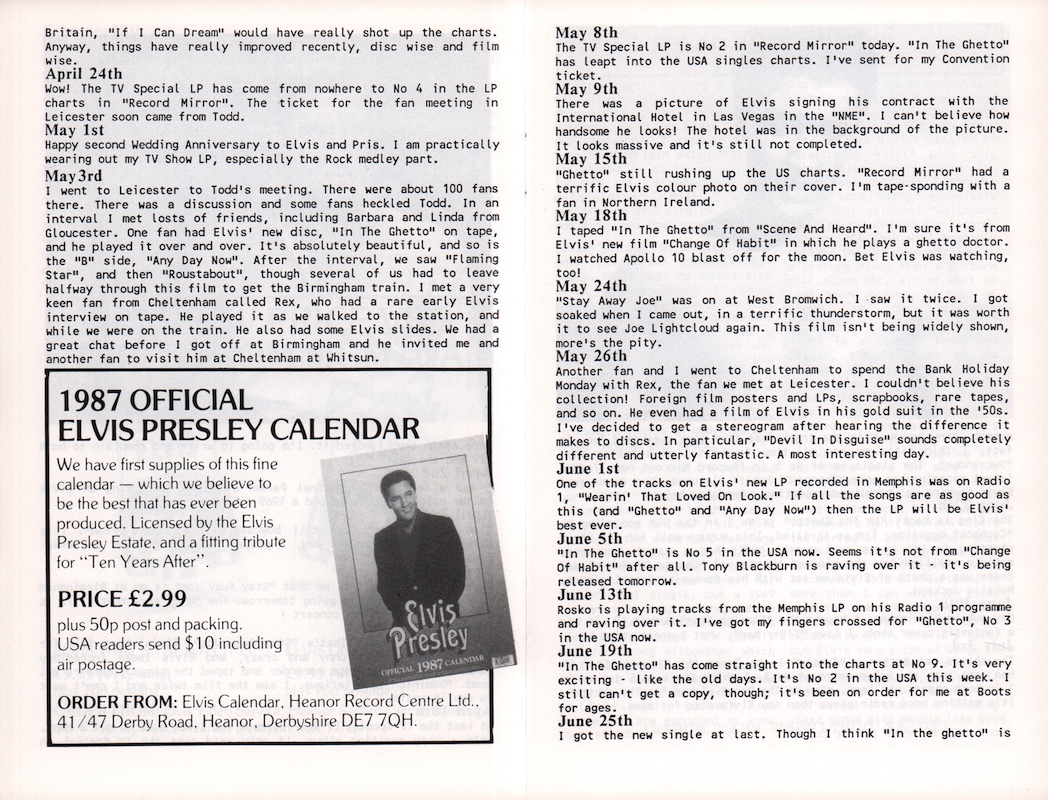 Britain, "If I Can Dream" would have really shot up the charts.
Anyway, things have really improved recently, disc wise and film
wise.
April 24th
Wow! The TV Special LP has come from nowhere to No 4 in the LP
charts in "Record Mirror". The ticket for the fan meeting in
Leicester soon came from Todd.
May 1st
Happy second Wedding Anniversary to Elvis and Pris. I am practically
wearing out my TV Show LP, especially the Rock medley part.
May 3rd
I went to Leicester to Todd's meeting. There were about 100 fans
there. There was a discussion and some fans heckled Todd. In an
interval I met losts of friends, including Barbara and Linda from
Gloucester. One fan had Elvis' new disc, "In The Ghetto" on tape,
and he played it over and over. It's absolutely beautiful, and so is
the "B" side, "Any Day Now". After the interval, we saw "Flaming
Star", and then "Roustabout", though several of us had to leave
halfway through this film to get the Birmingham train. I met a very
keen fan from Cheltenham called Rex, who had a rare early Elvis
interview on tape. He played it as we walked to the station, and
while we were on the train. He also had some Elvis slides. We had a
great chat before I got off at Birmingham and he invited me and
another fan to visit him at Cheltenham at Whitsun.
1987 OFFICIAL
ELVIS PRESLEY CALENDAR
We have first supplies of this fine
calendar — which we believe to
be the best that has ever been
produced. Licensed by the Elvis
Presley Estate, and a fitting tribute
for "Ten Years After".
PRICE £2.99
plus 50p post and packing.
USA readers send $10 including
air postage.
Elvis
Presley
OFFICIAL 1987 CALENDAR
ORDER FROM: Elvis Calendar, Heanor Record Centre Ltd.,
41/47 Derby Road, Heanor, Derbyshire DE7 7QH.
May 8th
The TV Special LP is No 2 in "Record Mirror" today. "In The Ghetto"
has leapt into the USA singles charts. I've sent for my Convention
ticket.
May 9th
There was a picture of Elvis signing his contract with the
International Hotel in Las Vegas in the "NME". I can't believe how
handsome he looks! The hotel was in the background of the picture.
It looks massive and it's still not completed.
May 15th
"Ghetto" still rushing up the US charts. "Record Mirror" had a
terrific Elvis colour photo on their cover. I'm tape-sponding with a
fan in Northern Ireland.
May 18th
I taped "In The Ghetto" from "Scene And Heard". I'm sure it's from
Elvis' new film "Change Of Habit" in which he plays a ghetto doctor.
I watched Apollo 10 blast off for the moon. Bet Elvis was watching,
too!
May 24th
"Stay Away Joe" was on at West Bromwich. I saw it twice. I got
soaked when I came out, in a terrific thunderstorm, but it was worth
it to see Joe Lightcloud again. This film isn't being widely shown,
more's the pity.
May 26th
Another fan and I went to Cheltenham to spend the Bank Holiday
Monday with Rex, the fan we met at Leicester. I couldn't believe his
collection! Foreign film posters and LPs, scrapbooks, rare tapes,
and so on. He even had a film of Elvis in his gold suit in the '50s.
I've decided to get a stereogram after hearing the difference it
makes to discs. In particular, "Devil In Disguise" sounds completely
different and utterly fantastic. A most interesting day.
June 1st
One of the tracks on Elvis' new LP recorded in Memphis was on Radio
1, "Wearin' That Loved On Look." If all the songs are as good as
this (and "Ghetto" and "Any Day Now") then the LP will be Elvis'
best ever.
June 5th
"In The Ghetto" is No 5 in the USA now. Seems it's not from "Change
Of Habit" after all. Tony Blackburn is raving over it - it's being
released tomorrow.
June 13th
Rosko is playing tracks from the Memphis LP on his Radio 1 programme
and raving over it. I've got my fingers crossed for "Ghetto", No 3
in the USA now.
June 19th
"In The Ghetto" has come straight into the charts at No 9. It's very
exciting - like the old days. It's No 2 in the USA this week. I
still can't get a copy, though; it's been on order for me at Boots
for ages.
June 25th
I got the new single at last. Though I think "In the ghetto" is